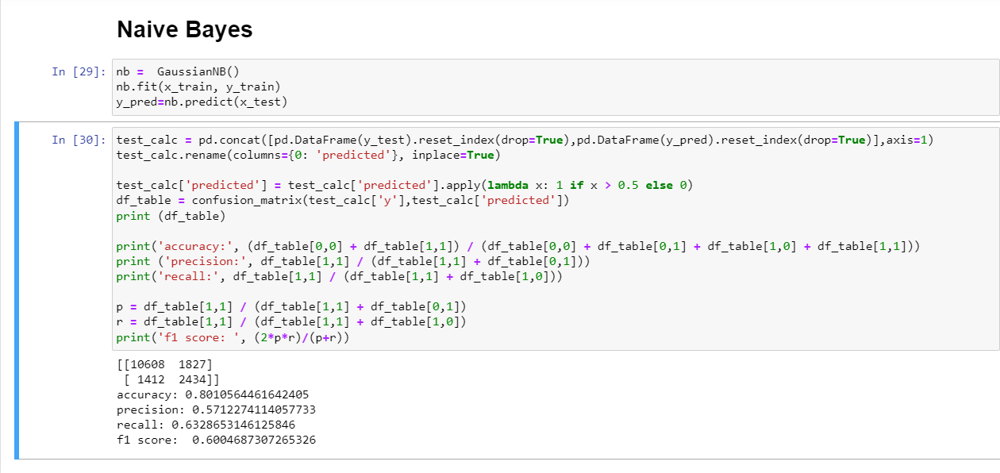 Naive Bayes
In [29]:
nb =  GaussianNB()
nb.fit(x_train, y_train)
y_pred=nb.predict(x_test)
In [30]:
test_calc = pd.concat([pd.DataFrame(y_test).reset_index(drop=True),pd.DataFrame(y_pred).reset_index(drop=True)],axis=1)
test_calc.rename(columns={0: 'predicted'}, inplace=True)
test_calc['predicted'] = test_calc['predicted'].apply(lambda x: 1 if x > 0.5 else 0)
df_table = confusion_matrix(test_calc['y'],test_calc['predicted'])
print (df_table)
print('accuracy:', (df_table[0,0] + df_table[1,1]) / (df_table[0,0] + df_table[0,1] + df_table[1,0] + df_table[1,1]))
print ('precision:', df_table[1,1] / (df_table[1,1] + df_table[0,1]))
print('recall:', df_table[1,1] / (df_table[1,1] + df_table[1,0]))
p = df_table[1,1] / (df_table[1,1] + df_table[0,1])
r = df_table[1,1] / (df_table[1,1] + df_table[1,0])
print('f1 score: ', (2*p*r)/(p+r))
[[10608  1827]
 [ 1412  2434]]
accuracy: 0.8010564461642405
precision: 0.5712274114057733
recall: 0.6328653146125846
f1 score:  0.6004687307265326